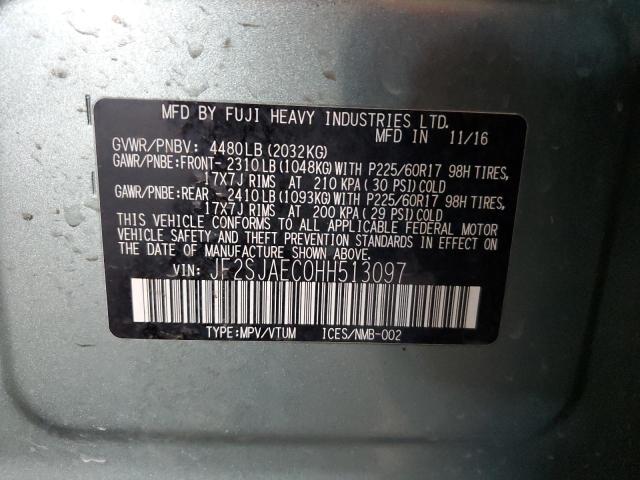 MFD BY FUJI HEAVY INDUSTRIES LTD.
MFD IN 11/16
GVWR/PNBV: 4480LB(2032KG)
GAWR/PNBE:FRONT-2310LB(1048KG)WITH P225/60R17 98H TIRES,
17X7J RIMS AT 210 KPA(30 PSI)COLD
GAWR/PNBE:REAR -2410LB(1093KG)WITH P225/60R17 98H TIRES,
17X7J RIMS AT 200 KPA(29 PSI)COLD
THIS VEHICLE CONFORMS TO ALL APPLICABLE FEDERAL MOTOR
VEHICLE SAFETY AND THEFT PREVENTION STANDARDS IN EFFECT ON
THE DATE OF MANUFACTURE SHOWN ABOVE.
VIN: JF2SJAEC0HH513097
TYPE:MPV/VTUM ICES/NMB-002